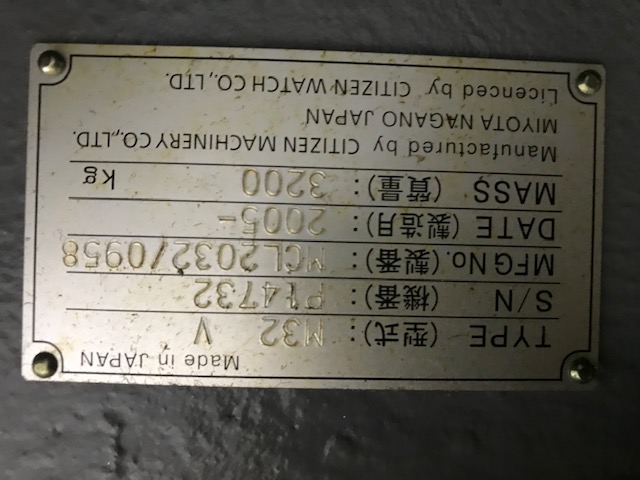 Made in JAPAN
TYPE (型式): M32 V
S/N (機番): P14732
MFG No. (製番): MCL2032/0958
DATE (製造月): 2005-
MASS (質量): 3200 kg
Manufactured by CITIZEN MACHINERY CO.,LTD.
MIYOTA NAGANO JAPAN
Licenced by CITIZEN WATCH CO.,LTD.